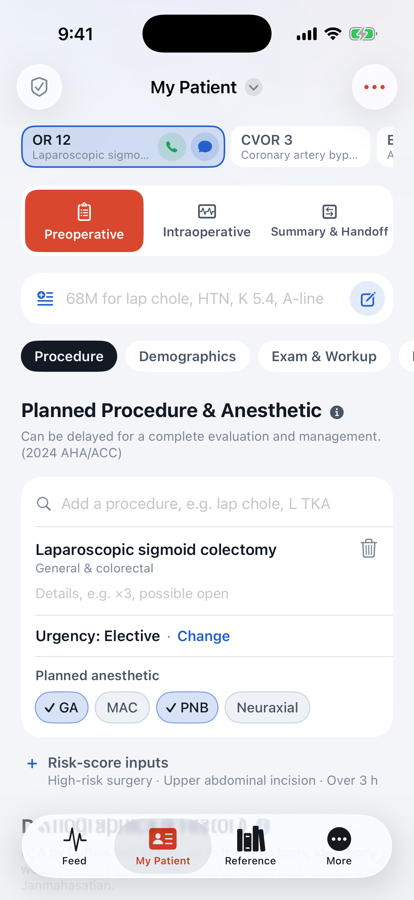 9:41
My Patient
OR 12
Laparoscopic sigmo...
CVOR 3
Coronary artery byp...
Preoperative
Intraoperative
Summary & Handoff
68M for lap chole, HTN, K 5.4, A-line
Procedure
Demographics
Exam & Workup
Planned Procedure & Anesthetic
Can be delayed for a complete evaluation and management.
(2024 AHA/ACC)
Add a procedure, e.g. lap chole, L TKA
Laparoscopic sigmoid colectomy
General & colorectal
Details, e.g. ×3, possible open
Urgency: Elective · Change
Planned anesthetic
✓ GA
MAC
✓ PNB
Neuraxial
+ Risk-score inputs
High-risk surgery · Upper abdominal incision · Over 3 h
Feed
My Patient
Reference
More
Janmahasatian.